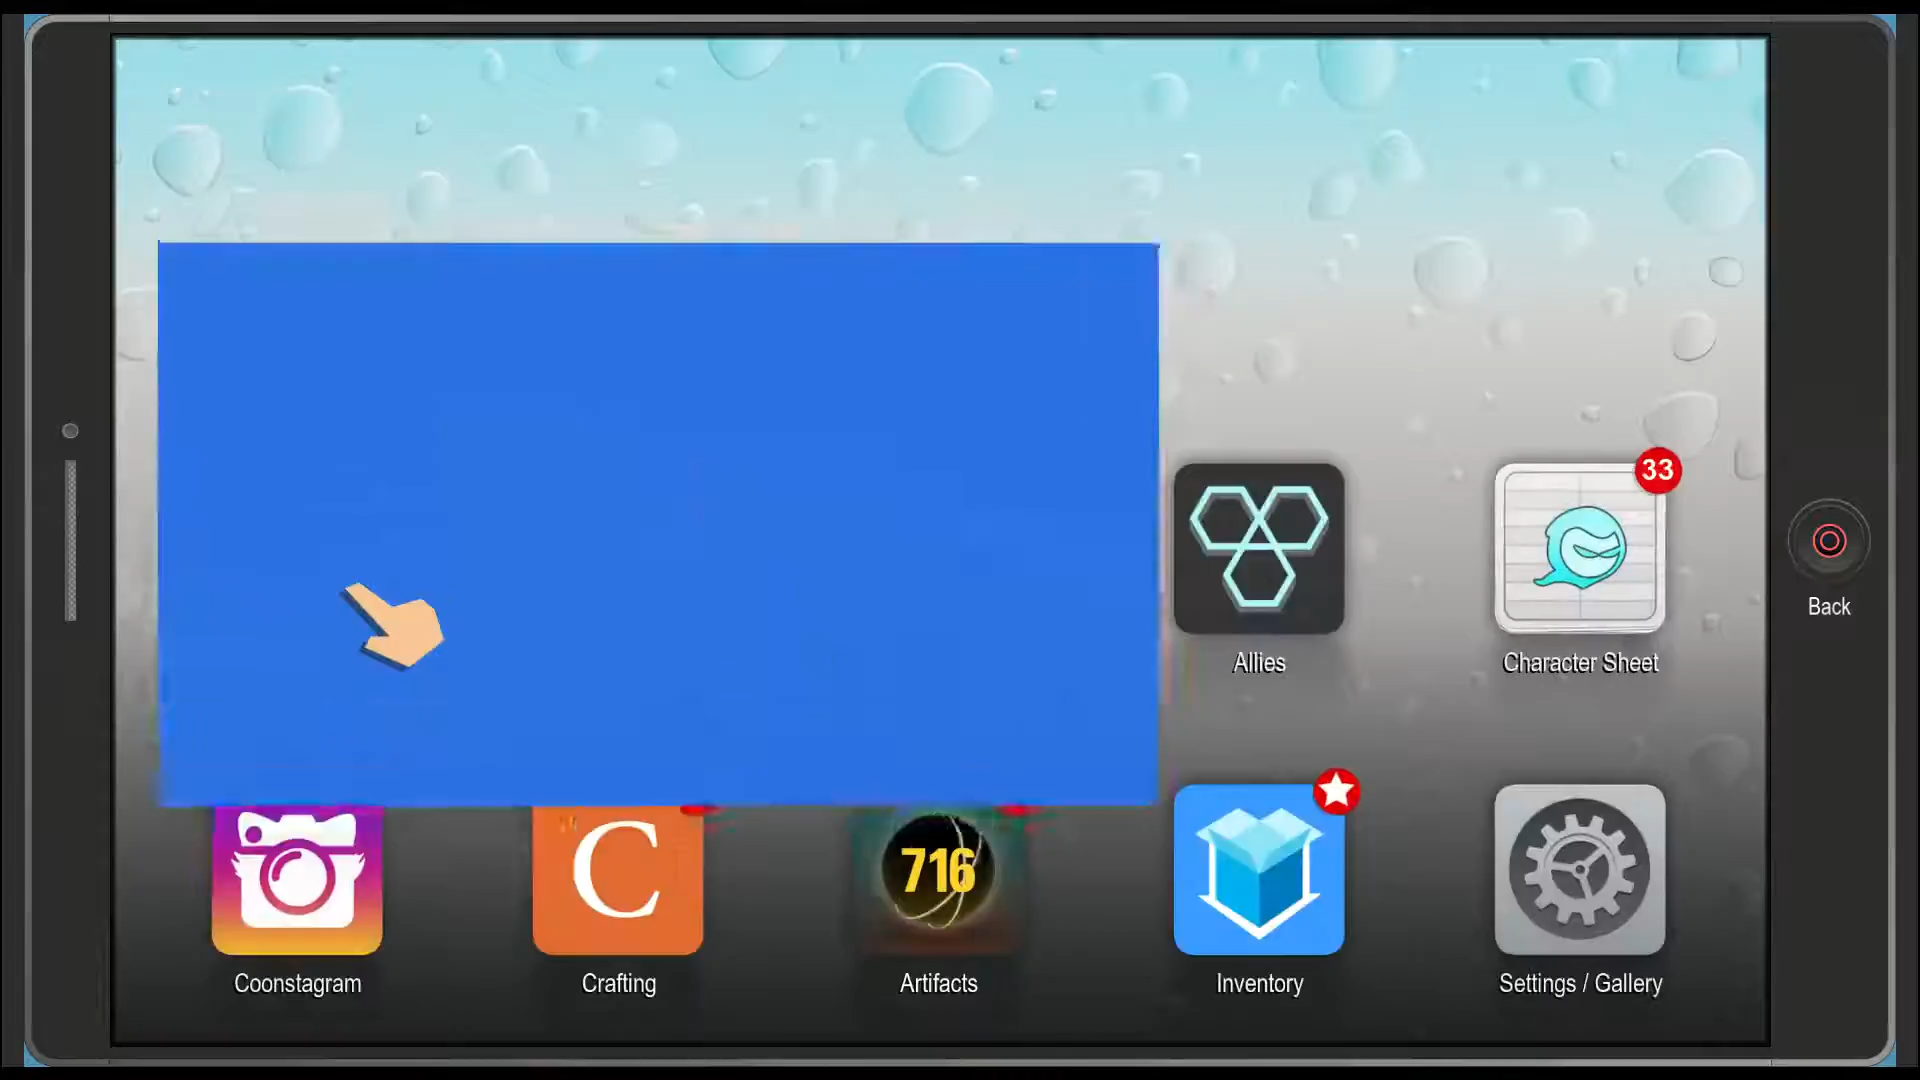 33
Back
Allies
Character Sheet
C
716
Coonstagram
Crafting
Artifacts
Inventory
Settings / Gallery